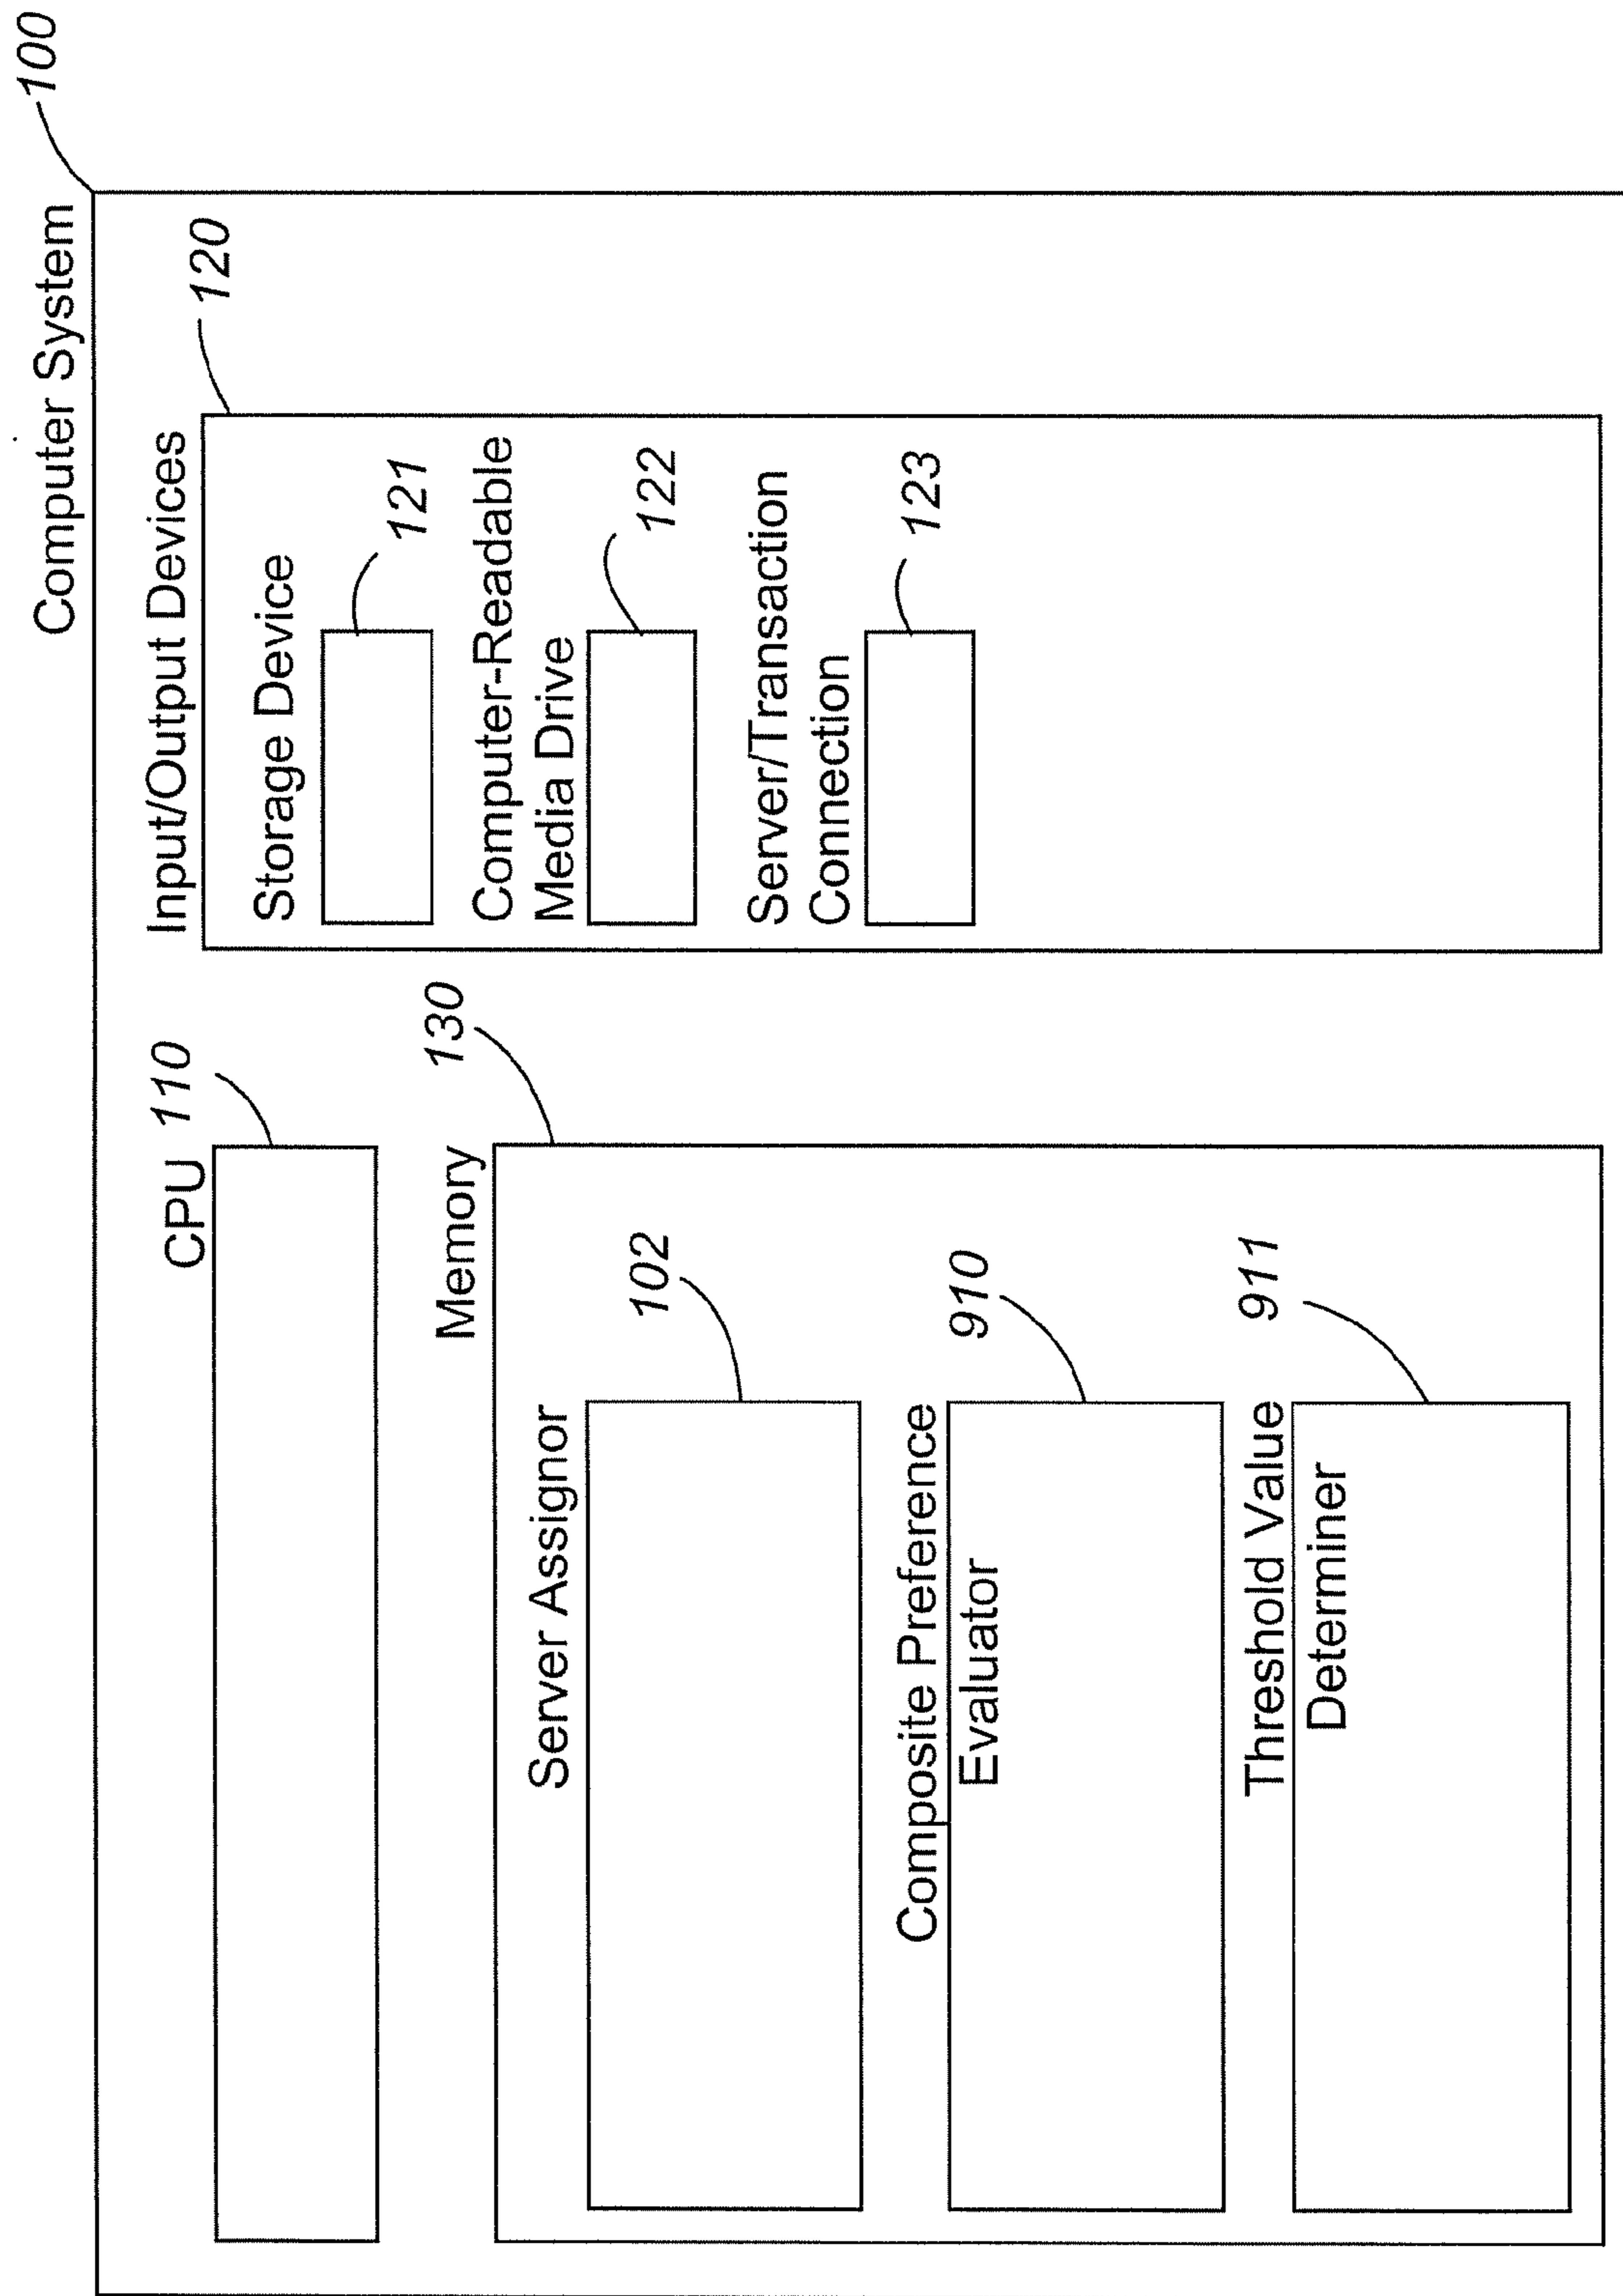 Computer System
100
CPU 110
Memory
130
Server Assignor
102
Composite Preference
Evaluator
910
Threshold Value
Determiner
911
Input/Output Devices
120
Storage Device
121
Computer-Readable
Media Drive
122
Server/Transaction
Connection
123